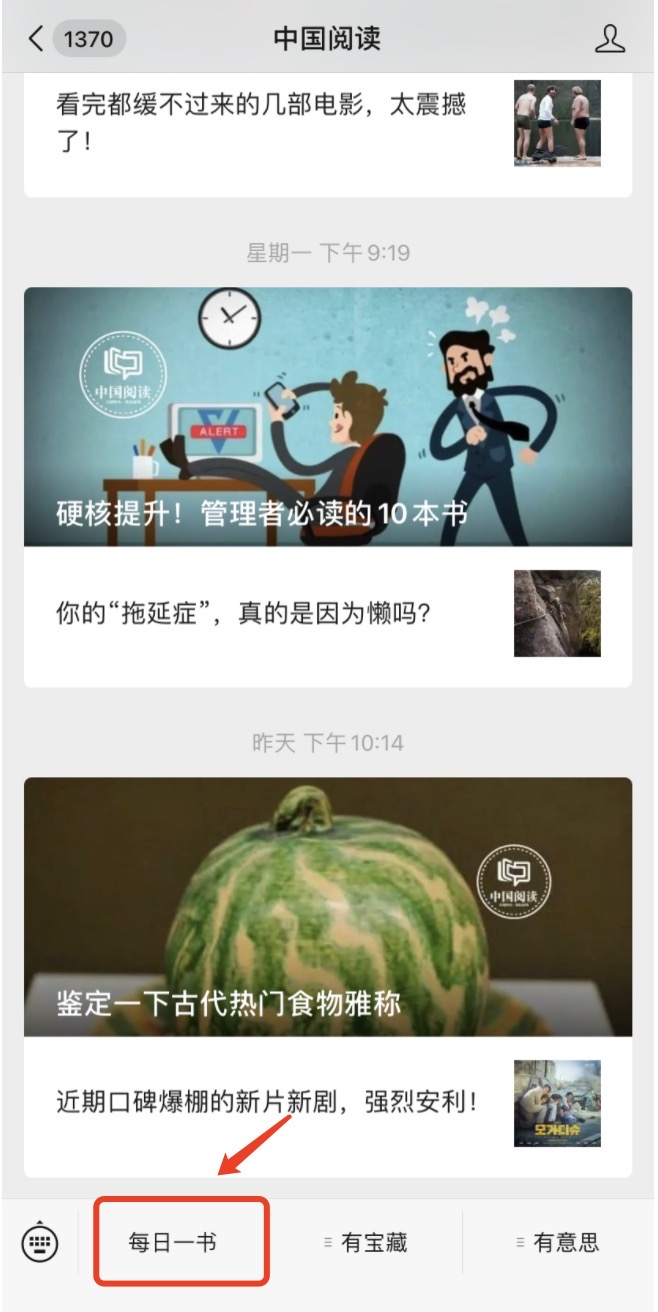 1370
中国阅读
看完都缓不过来的几部电影，太震撼
了！
星期一 下午9:19
中国阅读
ALERT
硬核提升！管理者必读的10本书
你的“拖延症”，真的是因为懒吗？
昨天 下午10:14
中国阅读
鉴定一下古代热门食物雅称
近期口碑爆棚的新片新剧，强烈安利！
모가디슈
每日一书
有宝藏
有意思